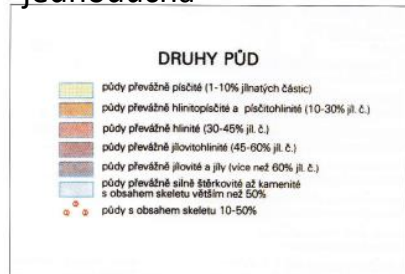 jednoduchá
DRUHY PŮD
půdy převážně písčité (1-10% jílnatých částic)
půdy převážně hlinitopísčité a písčitohlinité (10-30% jíl. č.)
půdy převážně hlinité (30-45% jíl. č.)
půdy převážně jílovitohlinité (45-60% jíl. č.)
půdy převážně jílovité a jíly (více než 60% jíl. č.)
půdy převážně silně štěrkovité až kamenité
s obsahem skeletu větším než 50%
půdy s obsahem skeletu 10-50%